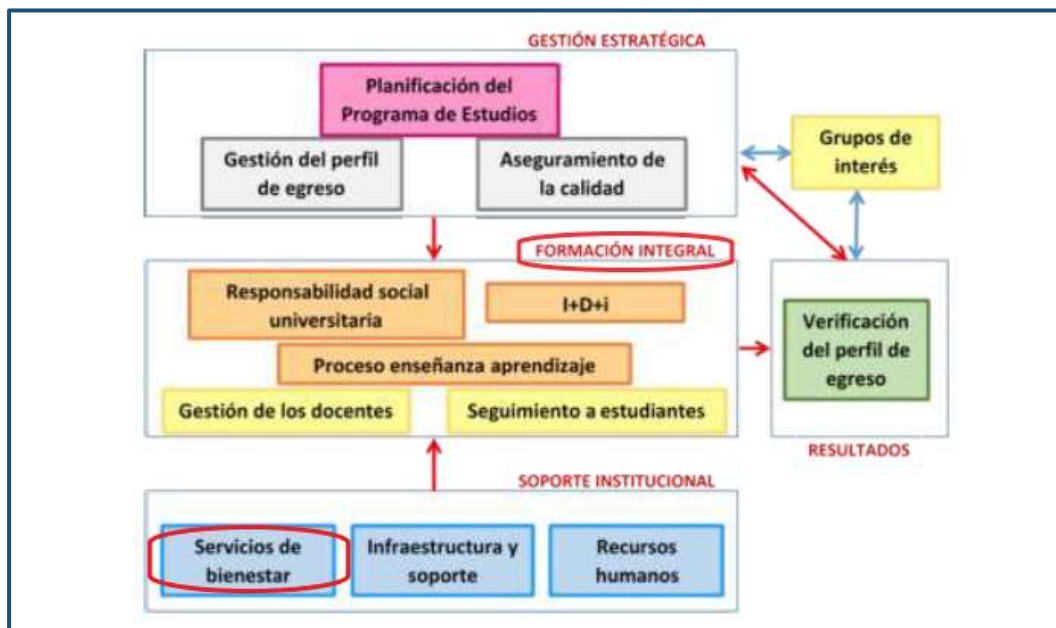 GESTIÓN ESTRATÉGICA
Planificación del
Programa de Estudios
Gestión del perfil
de egreso
Aseguramiento de
la calidad
Grupos de
interés
FORMACIÓN INTEGRAL
Responsabilidad social
universitaria
I+D+i
Proceso enseñanza aprendizaje
Gestión de los docentes
Seguimiento a estudiantes
Verificación
del perfil de
egreso
RESULTADOS
SOPORTE INSTITUCIONAL
Servicios de
bienestar
Infraestructura y
soporte
Recursos
humanos